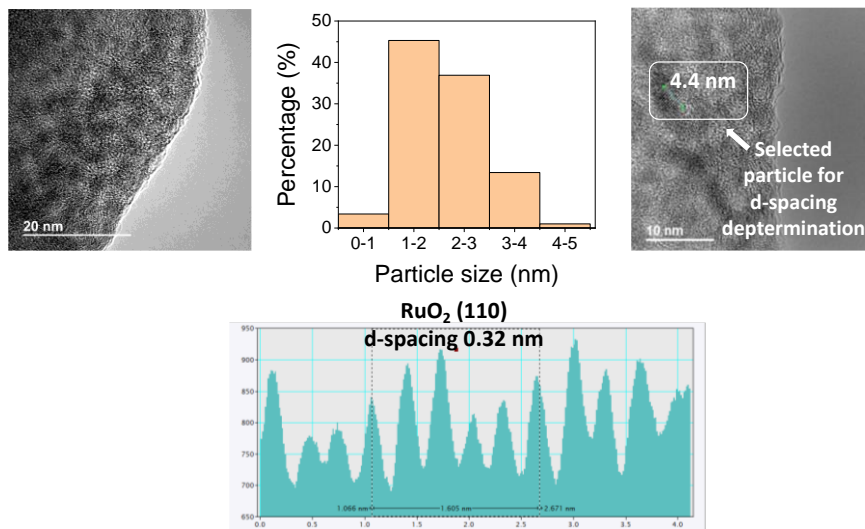 20 nm
Percentage (%)
50
40
30
20
10
0
0-1 1-2 2-3 3-4 4-5
Particle size (nm)
4.4 nm
Selected
particle for
d-spacing
deptermination
10 nm
RuO₂ (110)
d-spacing 0.32 nm
950
900
850
800
750
700
650
1.066 nm 1.605 nm 2.671 nm
0.0 0.5 1.0 1.5 2.0 2.5 3.0 3.5 4.0